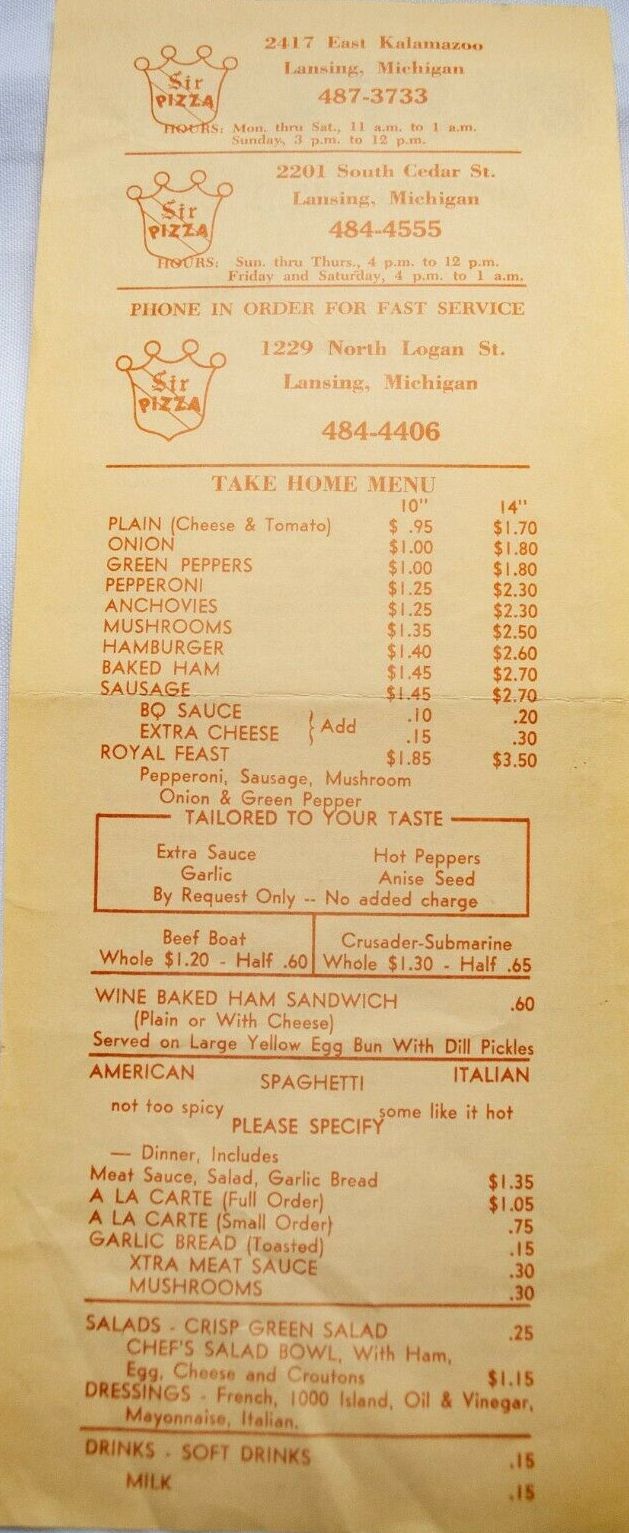 Sir
PIZZA
2417 East Kalamazoo
Lansing, Michigan
487-3733
HOURS: Mon. thru Sat., 11 a.m. to 1 a.m.
Sunday, 3 p.m. to 12 p.m.
Sir
PIZZA
2201 South Cedar St.
Lansing, Michigan
484-4555
HOURS: Sun. thru Thurs., 4 p.m. to 12 p.m.
Friday and Saturday, 4 p.m. to 1 a.m.
PHONE IN ORDER FOR FAST SERVICE
Sir
PIZZA
1229 North Logan St.
Lansing, Michigan
484-4406
TAKE HOME MENU
10" 14"
PLAIN (Cheese & Tomato) $ .95 $1.70
ONION $1.00 $1.80
GREEN PEPPERS $1.00 $1.80
PEPPERONI $1.25 $2.30
ANCHOVIES $1.25 $2.30
MUSHROOMS $1.35 $2.50
HAMBURGER $1.40 $2.60
BAKED HAM $1.45 $2.70
SAUSAGE $1.45 $2.70
BQ SAUCE .10 .20
EXTRA CHEESE } Add .15 .30
ROYAL FEAST $1.85 $3.50
Pepperoni, Sausage, Mushroom
Onion & Green Pepper
TAILORED TO YOUR TASTE
Extra Sauce Hot Peppers
Garlic Anise Seed
By Request Only -- No added charge
Beef Boat
Whole $1.20 - Half .60
Crusader-Submarine
Whole $1.30 - Half .65
WINE BAKED HAM SANDWICH .60
(Plain or With Cheese)
Served on Large Yellow Egg Bun With Dill Pickles
AMERICAN SPAGHETTI ITALIAN
not too spicy some like it hot
PLEASE SPECIFY
— Dinner, Includes
Meat Sauce, Salad, Garlic Bread $1.35
A LA CARTE (Full Order) $1.05
A LA CARTE (Small Order) .75
GARLIC BREAD (Toasted) .15
XTRA MEAT SAUCE .30
MUSHROOMS .30
SALADS - CRISP GREEN SALAD .25
CHEF'S SALAD BOWL, With Ham,
Egg, Cheese and Croutons $1.15
DRESSINGS - French, 1000 Island, Oil & Vinegar,
Mayonnaise, Italian.
DRINKS - SOFT DRINKS .15
MILK .15